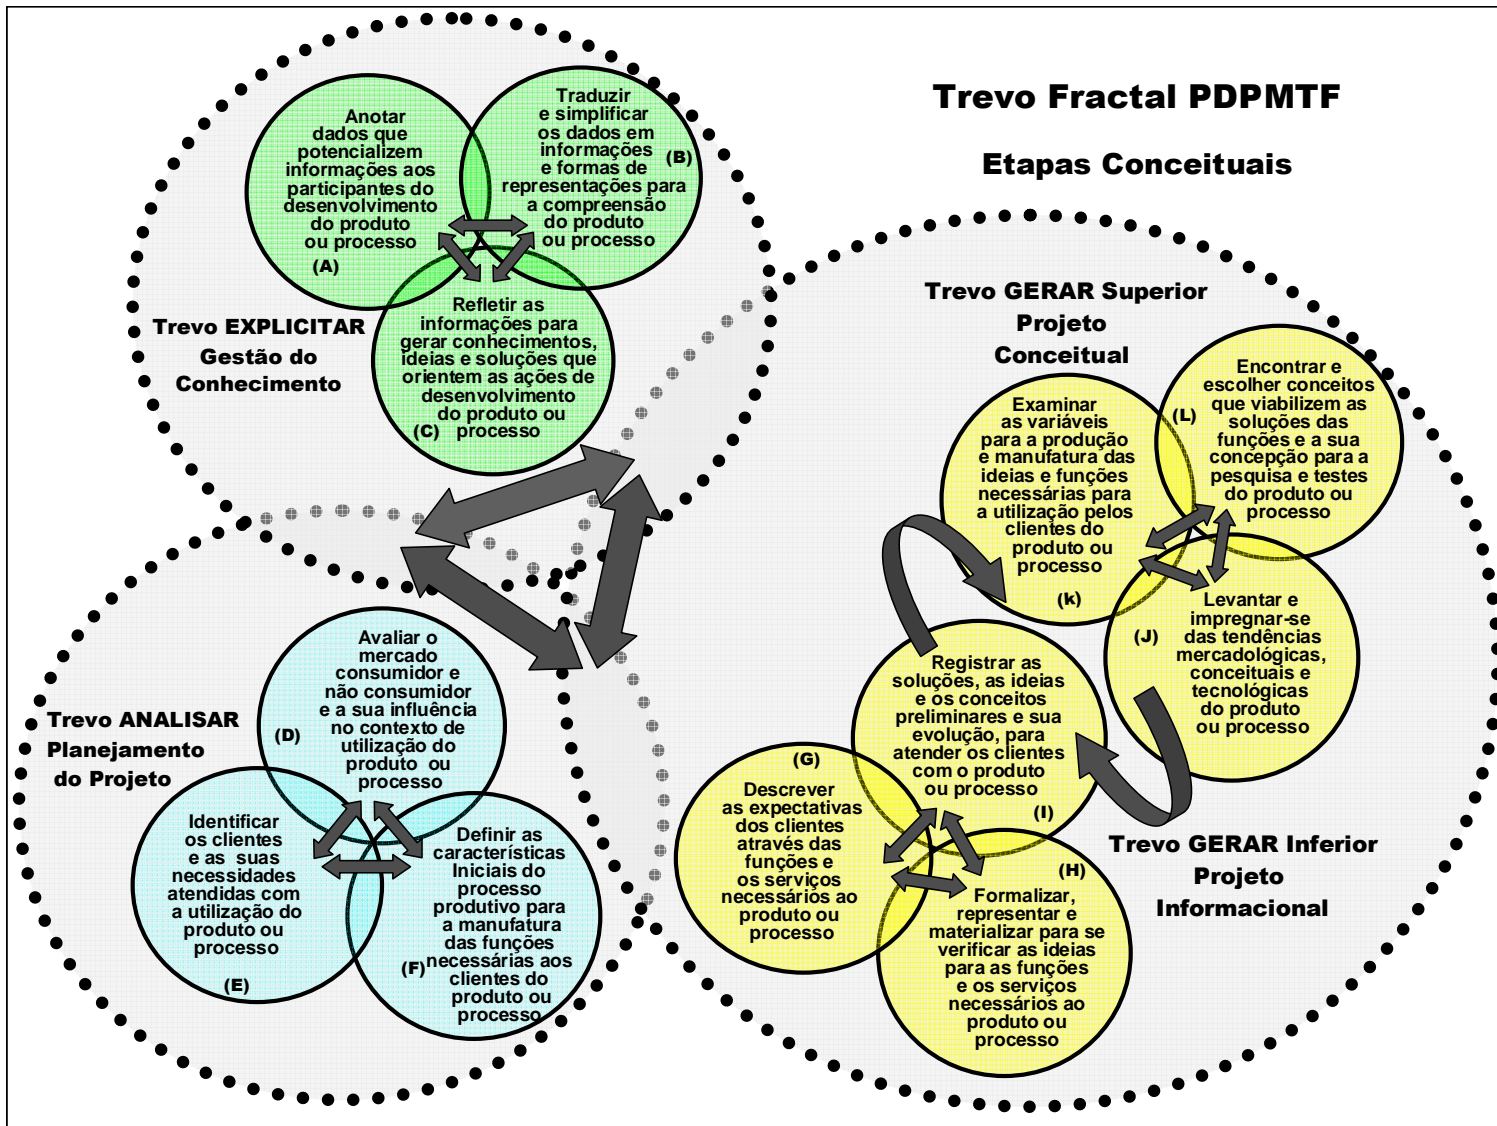 Trevo Fractal PDPMTF
Etapas Conceituais
Anotar
dados que
potencializem
informações aos
participantes do
desenvolvimento
do produto
ou processo
(A)
Traduzir
e simplificar
os dados em
informações
e formas de
representações para
a compreensão
do produto
ou processo
(B)
Refletir as
informações para
gerar conhecimentos,
ideias e soluções que
orientem as ações de
desenvolvimento
do produto ou
processo
(C)
Trevo EXPLICITAR
Gestão do
Conhecimento
Trevo GERAR Superior
Projeto
Conceitual
Examinar
as variáveis
para a produção
e manufatura das
ideias e funções
necessárias para
a utilização pelos
clientes do
produto ou
processo
(k)
Encontrar e
escolher conceitos
que viabilizem as
soluções das
funções e a sua
concepção para a
pesquisa e testes
do produto ou
processo
(L)
Levantar e
impregnar-se
das tendências
mercadológicas,
conceituais e
tecnológicas
do produto
ou processo
(J)
Trevo ANALISAR
Planejamento
do Projeto
Avaliar o
mercado
consumidor e
não consumidor
e a sua influência
no contexto de
utilização do
produto ou
processo
(D)
Identificar
os clientes
e as suas
necessidades
atendidas com
a utilização do
produto ou
processo
(E)
Definir as
características
Iniciais do
processo
produtivo para
a manufatura
das funções
necessárias aos
clientes do
produto ou
processo
(F)
Registrar as
soluções, as ideias
e os conceitos
preliminares e sua
evolução, para
atender os clientes
com o produto
ou processo
(I)
(G)
Descrever
as expectativas
dos clientes
através das
funções e
os serviços
necessários ao
produto ou
processo
(H)
Formalizar,
representar e
materializar para se
verificar as ideias
para as funções
e os serviços
necessários ao
produto ou
processo
Trevo GERAR Inferior
Projeto
Informacional